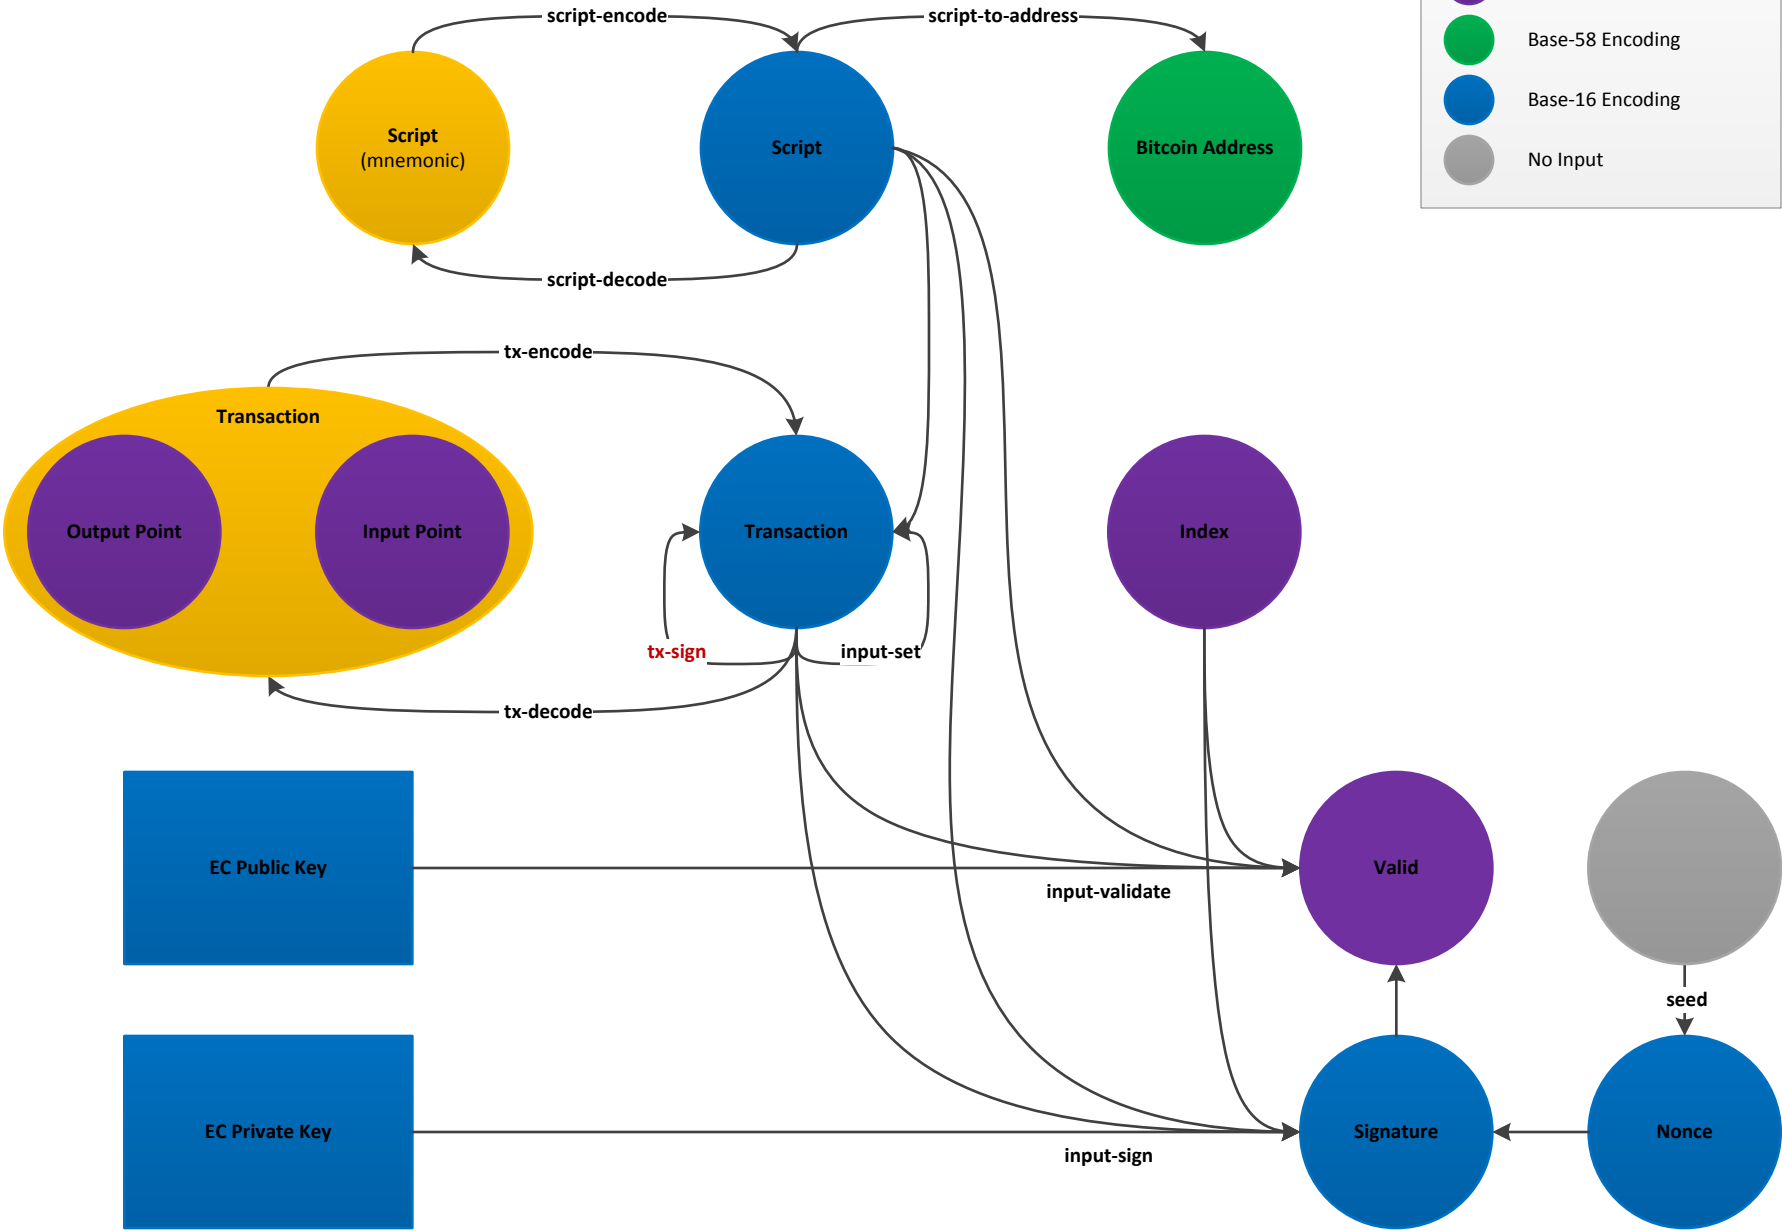 script-encode
script-to-address
Base-58 Encoding
Base-16 Encoding
No Input
Script
(mnemonic)
Script
Bitcoin Address
script-decode
tx-encode
Transaction
Output Point
Input Point
Transaction
Index
tx-sign
input-set
tx-decode
EC Public Key
input-validate
Valid
seed
EC Private Key
input-sign
Signature
Nonce